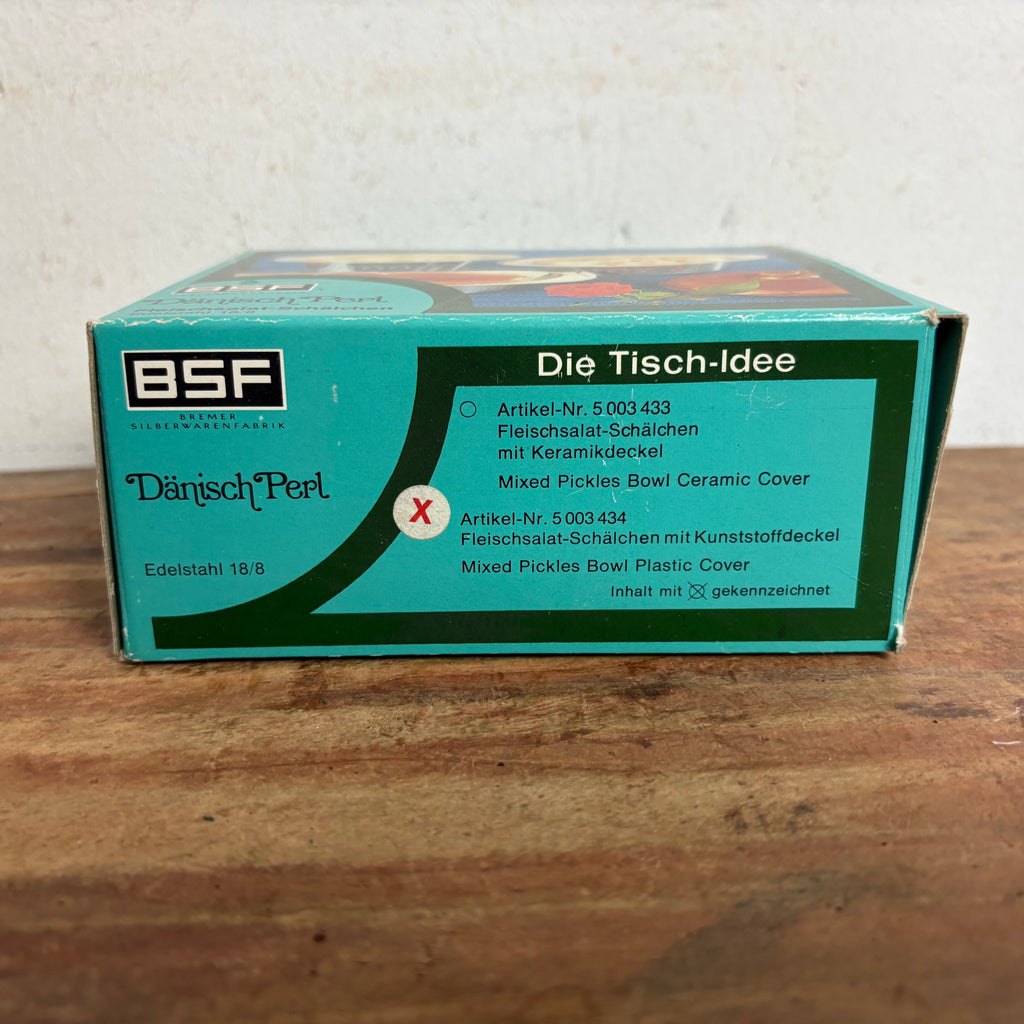 BSF
Dänisch Perl
Fleischsalat-Schälchen
BSF
BREMER
SILBERWARENFABRIK
Dänisch Perl
Edelstahl 18/8
Die Tisch-Idee
Artikel-Nr. 5 003 433
Fleischsalat-Schälchen
mit Keramikdeckel
Mixed Pickles Bowl Ceramic Cover
X
Artikel-Nr. 5 003 434
Fleischsalat-Schälchen mit Kunststoffdeckel
Mixed Pickles Bowl Plastic Cover
Inhalt mit ☒ gekennzeichnet